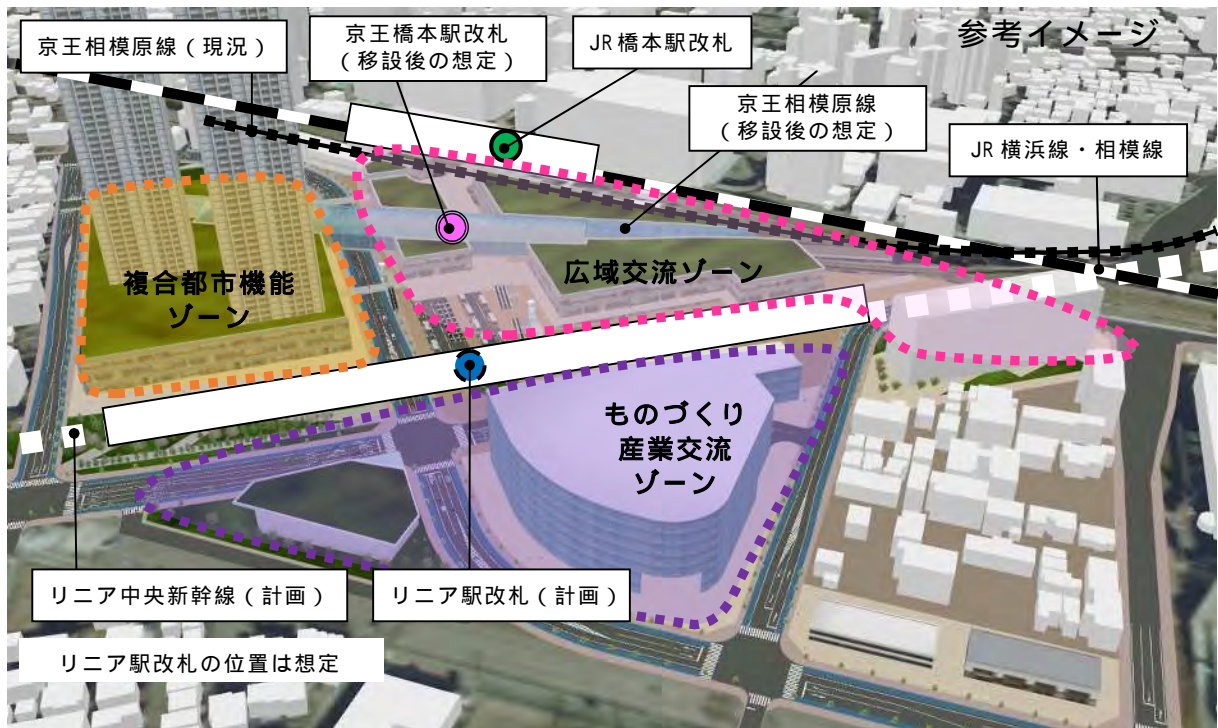 参考イメージ
京王相模原線（現況）
京王橋本駅改札
（移設後の想定）
JR橋本駅改札
京王相模原線
（移設後の想定）
JR横浜線・相模線
複合都市機能
ゾーン
広域交流ゾーン
ものづくり
産業交流
ゾーン
リニア中央新幹線（計画）
リニア駅改札（計画）
リニア駅改札の位置は想定